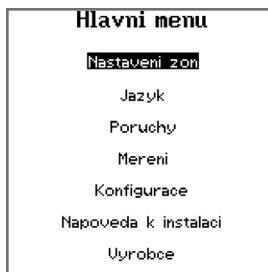 Hlavni menu
Nastaveni zon
Jazyk
Poruchy
Mereni
Konfigurace
Napoveda k instalaci
Vyrobce